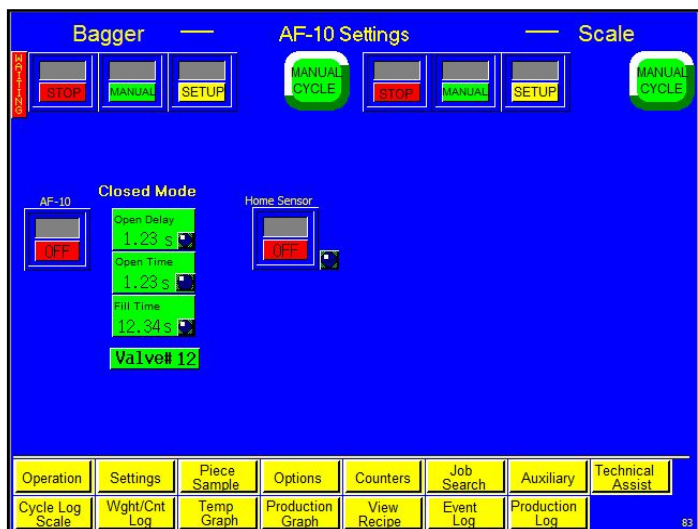 Bagger — AF-10 Settings — Scale
WAITING
STOP MANUAL SETUP MANUAL CYCLE STOP MANUAL SETUP MANUAL CYCLE
AF-10
OFF
Closed Mode
Open Delay
1.23 s
Open Time
1.23 s
Fill Time
12.34 s
Valve# 12
Home Sensor
OFF
Operation Settings Piece Sample Options Counters Job Search Auxiliary Technical Assist
Cycle Log Scale Wght/Cnt Log Temp Graph Production Graph View Recipe Event Log Production Log
83